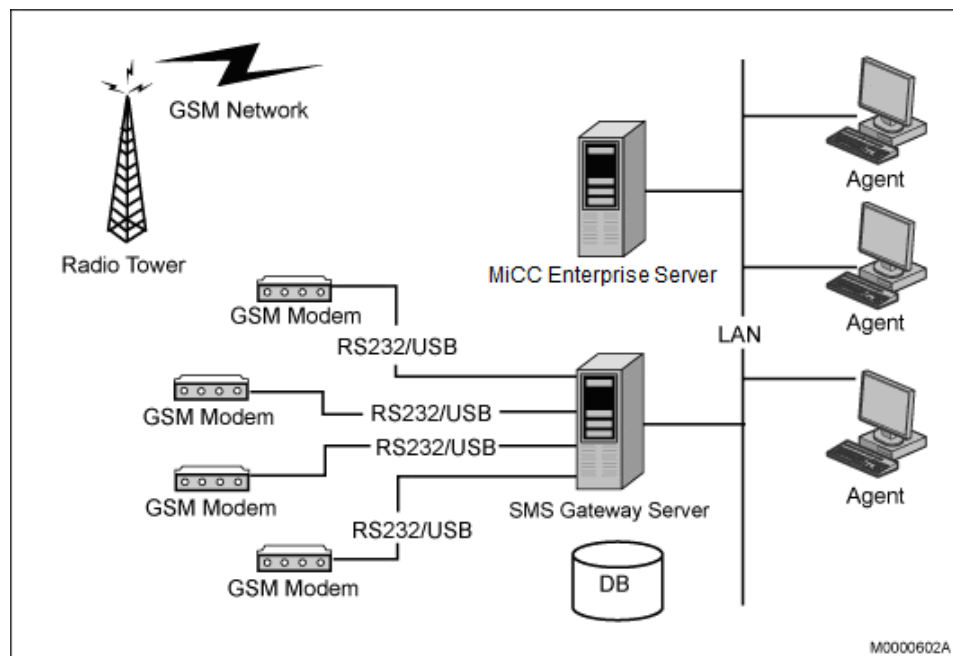 GSM Network
Radio Tower
Agent
MiCC Enterprise Server
GSM Modem
Agent
LAN
RS232/USB
GSM Modem
RS232/USB
RS232/USB
GSM Modem
SMS Gateway Server
Agent
RS232/USB
GSM Modem
DB
M0000602A